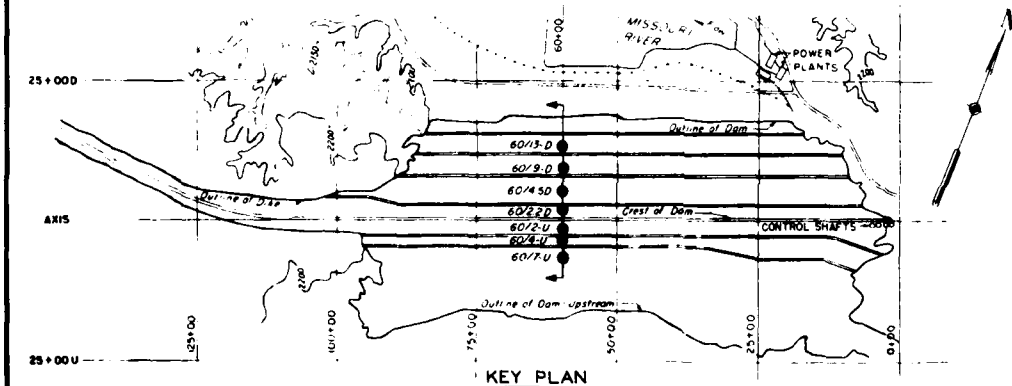 MISSOURI
RIVER
60+00
POWER
PLANTS
2150
2100
2200
25+00D
Outline of Dam
60/13-D
60/9-D
2200
60/4.5D
Outline of Dike
60/2.2D
Crest of Dam
AXIS
60/2-U
CONTROL SHAFTS
60/4-U
60/7-U
2200
Outline of Dam Upstream
125+00
100+00
75+00
50+00
25+00
0+00
25+00U
KEY PLAN